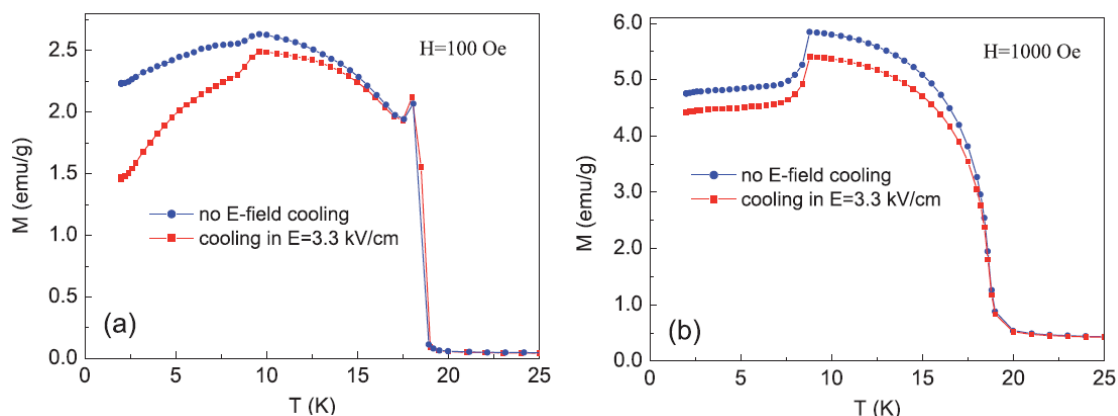 H=100 Oe
2.5
2.0
1.5
1.0
0.5
0.0
M (emu/g)
no E-field cooling
cooling in E=3.3 kV/cm
(a)
0 5 10 15 20 25
T (K)
H=1000 Oe
6.0
5.0
4.0
3.0
2.0
1.0
0.0
M (emu/g)
no E-field cooling
cooling in E=3.3 kV/cm
(b)
0 5 10 15 20 25
T (K)